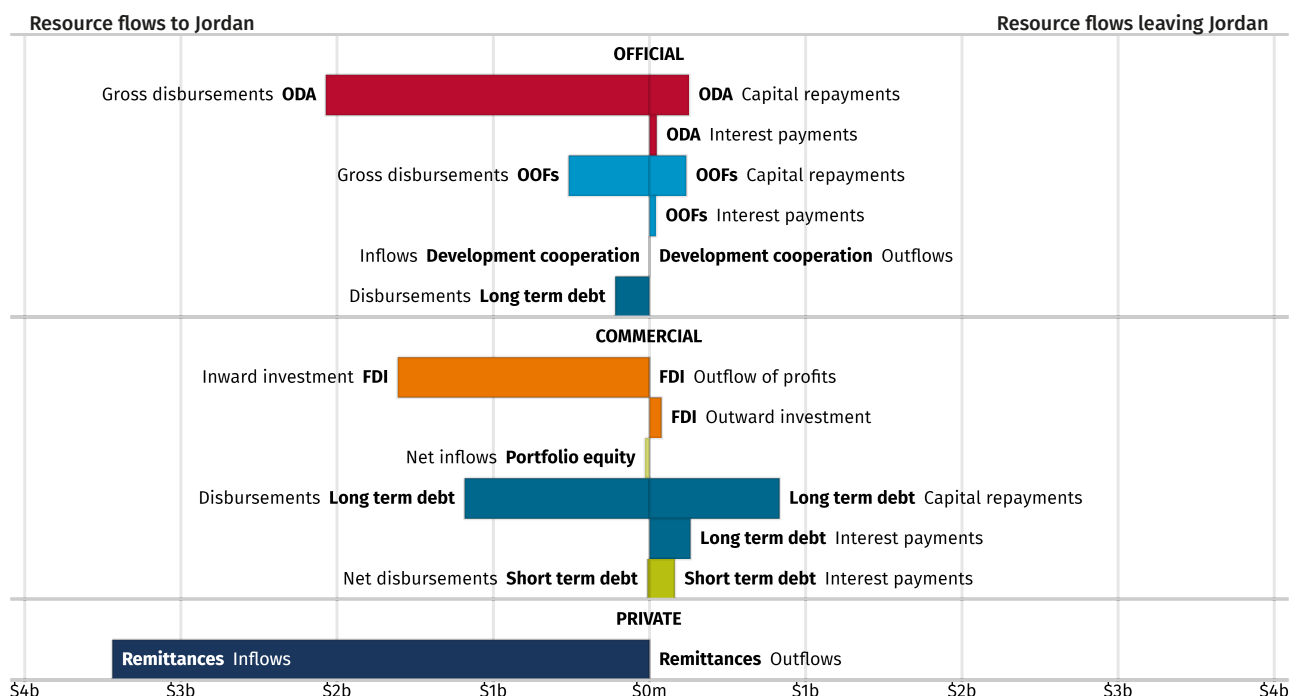 Resource flows to Jordan Resource flows leaving Jordan
OFFICIAL
Gross disbursements ODA ODA Capital repayments
ODA Interest payments
Gross disbursements OOFs OOFs Capital repayments
OOFs Interest payments
Inflows Development cooperation Development cooperation Outflows
Disbursements Long term debt
COMMERCIAL
Inward investment FDI FDI Outflow of profits
FDI Outward investment
Net inflows Portfolio equity
Disbursements Long term debt Long term debt Capital repayments
Long term debt Interest payments
Net disbursements Short term debt Short term debt Interest payments
PRIVATE
Remittances Inflows Remittances Outflows
$4b $3b $2b $1b $0m $1b $2b $3b $4b